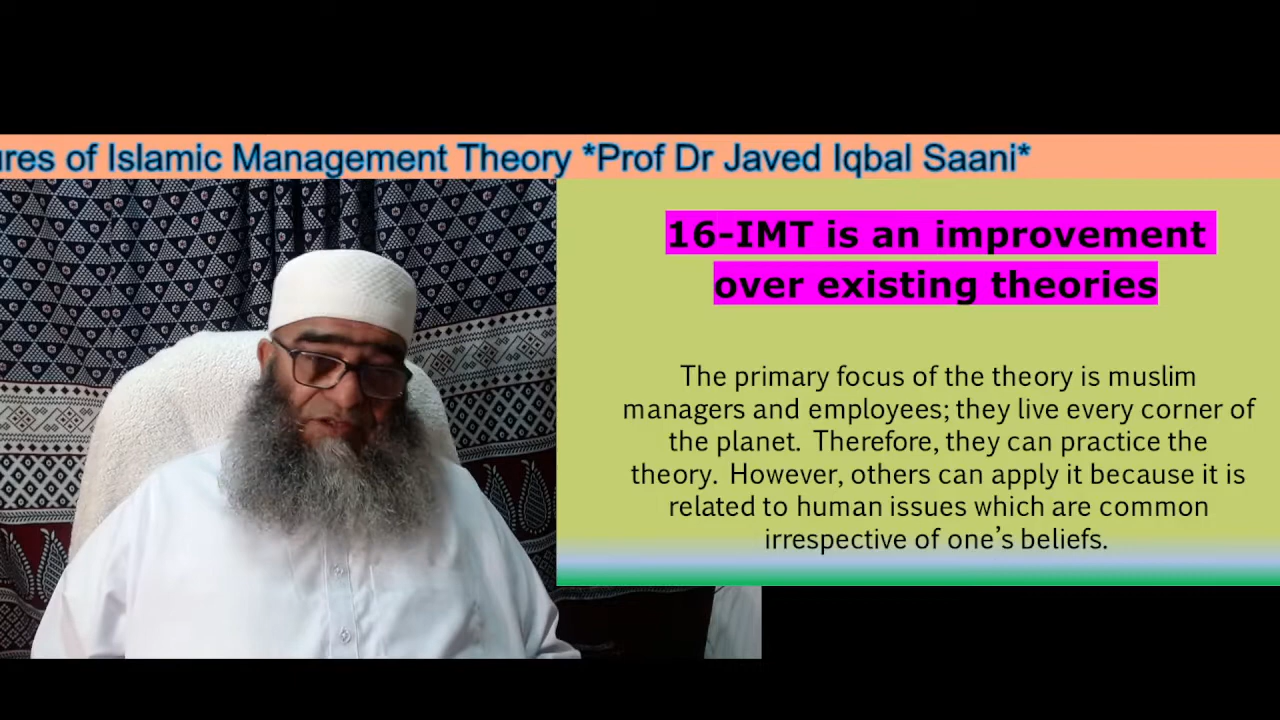 ures of Islamic Management Theory *Prof Dr Javed Iqbal Saani*
16-IMT is an improvement
over existing theories
The primary focus of the theory is muslim
managers and employees; they live every corner of
the planet. Therefore, they can practice the
theory. However, others can apply it because it is
related to human issues which are common
irrespective of one’s beliefs.